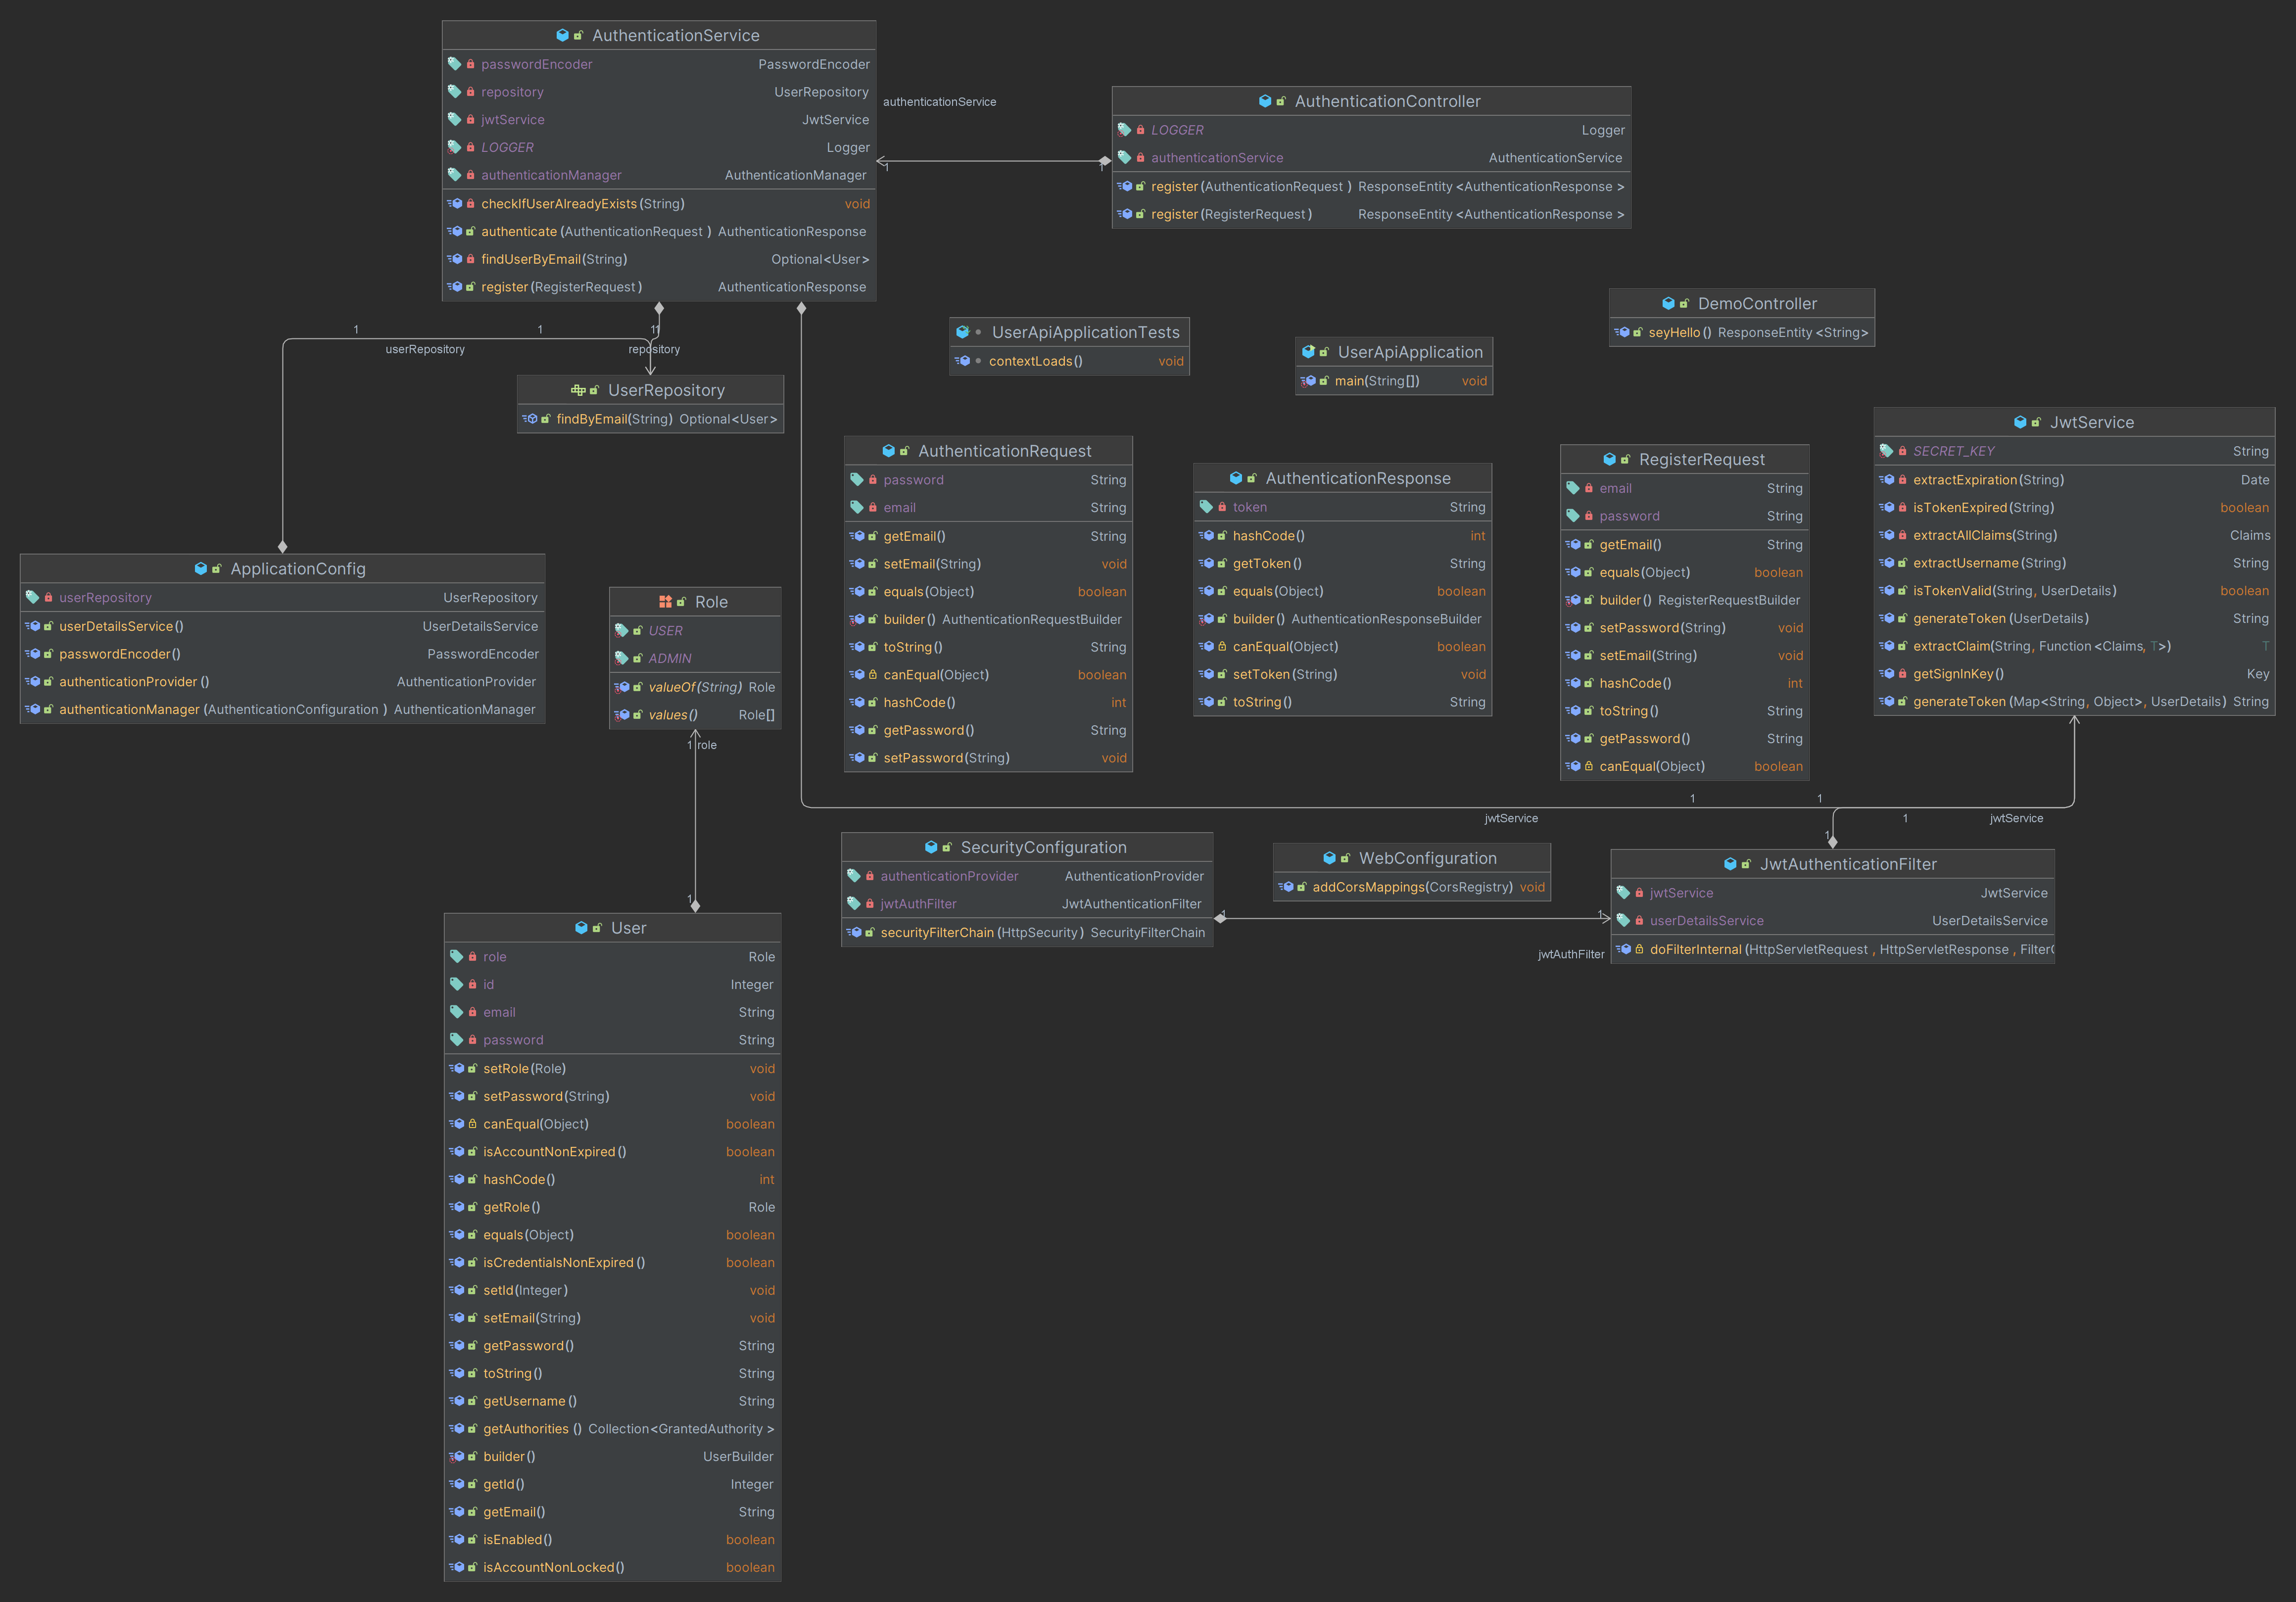 AuthenticationService
passwordEncoder PasswordEncoder
repository UserRepository
jwtService JwtService
LOGGER Logger
authenticationManager AuthenticationManager
checkIfUserAlreadyExists(String) void
authenticate(AuthenticationRequest) AuthenticationResponse
findUserByEmail(String) Optional<User>
register(RegisterRequest) AuthenticationResponse
authenticationService
1
1
AuthenticationController
LOGGER Logger
authenticationService AuthenticationService
register(AuthenticationRequest) ResponseEntity<AuthenticationResponse>
register(RegisterRequest) ResponseEntity<AuthenticationResponse>
DemoController
seyHello() ResponseEntity<String>
UserApiApplicationTests
contextLoads() void
UserApiApplication
main(String[]) void
1
1
11
userRepository
repository
UserRepository
findByEmail(String) Optional<User>
AuthenticationRequest
password String
email String
getEmail() String
setEmail(String) void
equals(Object) boolean
builder() AuthenticationRequestBuilder
toString() String
canEqual(Object) boolean
hashCode() int
getPassword() String
setPassword(String) void
AuthenticationResponse
token String
hashCode() int
getToken() String
equals(Object) boolean
builder() AuthenticationResponseBuilder
canEqual(Object) boolean
setToken(String) void
toString() String
RegisterRequest
email String
password String
getEmail() String
equals(Object) boolean
builder() RegisterRequestBuilder
setPassword(String) void
setEmail(String) void
hashCode() int
toString() String
getPassword() String
canEqual(Object) boolean
JwtService
SECRET_KEY String
extractExpiration(String) Date
isTokenExpired(String) boolean
extractAllClaims(String) Claims
extractUsername(String) String
isTokenValid(String, UserDetails) boolean
generateToken(UserDetails) String
extractClaim(String, Function<Claims, T>) T
getSignInKey() Key
generateToken(Map<String, Object>, UserDetails) String
ApplicationConfig
userRepository UserRepository
userDetailsService() UserDetailsService
passwordEncoder() PasswordEncoder
authenticationProvider() AuthenticationProvider
authenticationManager(AuthenticationConfiguration) AuthenticationManager
Role
USER
ADMIN
valueOf(String) Role
values() Role[]
1 role
1
1
1
jwtService
1
jwtService
1
SecurityConfiguration
authenticationProvider AuthenticationProvider
jwtAuthFilter JwtAuthenticationFilter
securityFilterChain(HttpSecurity) SecurityFilterChain
WebConfiguration
addCorsMappings(CorsRegistry) void
1
1
jwtAuthFilter
JwtAuthenticationFilter
jwtService JwtService
userDetailsService UserDetailsService
doFilterInternal(HttpServletRequest, HttpServletResponse, Filter
User
role Role
id Integer
email String
password String
setRole(Role) void
setPassword(String) void
canEqual(Object) boolean
isAccountNonExpired() boolean
hashCode() int
getRole() Role
equals(Object) boolean
isCredentialsNonExpired() boolean
setId(Integer) void
setEmail(String) void
getPassword() String
toString() String
getUsername() String
getAuthorities() Collection<GrantedAuthority>
builder() UserBuilder
getId() Integer
getEmail() String
isEnabled() boolean
isAccountNonLocked() boolean